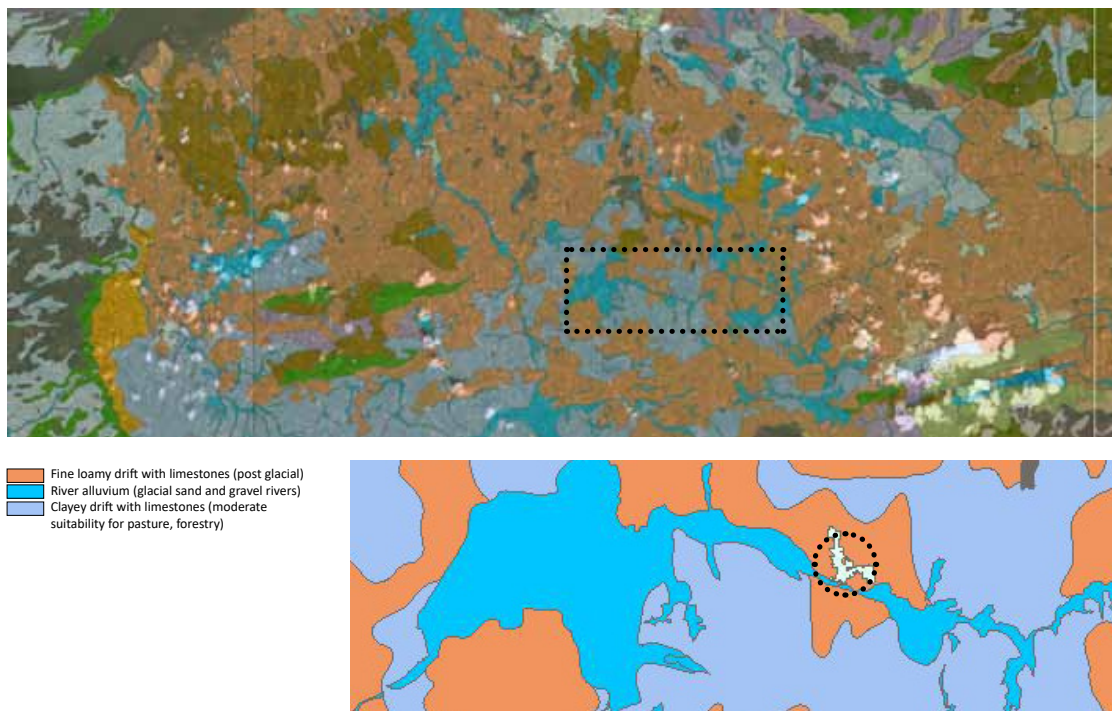 Fine loamy drift with limestones (post glacial)
River alluvium (glacial sand and gravel rivers)
Clayey drift with limestones (moderate
suitability for pasture, forestry)